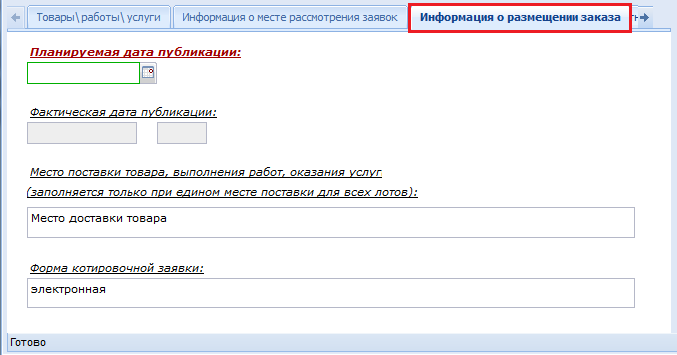 Товары\работы\услуги Информация о месте рассмотрения заявок Информация о размещении заказа
Планируемая дата публикации:
Фактическая дата публикации:
Место поставки товара, выполнения работ, оказания услуг
(заполняется только при едином месте поставки для всех лотов):
Место доставки товара
Форма котировочной заявки:
электронная
Готово